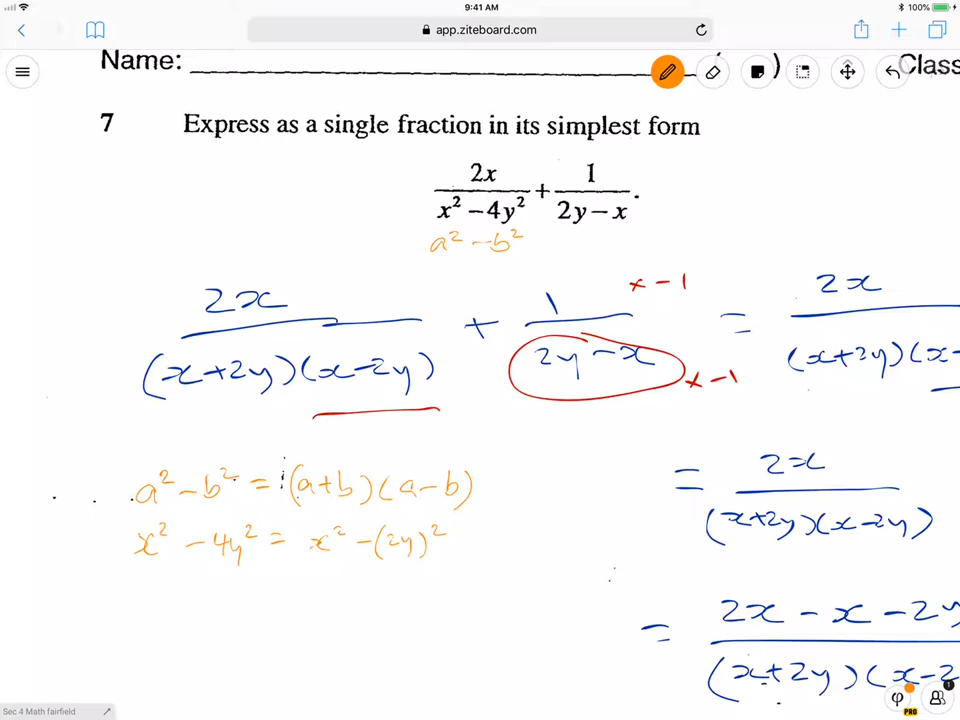 9:41 AM
100%
app.ziteboard.com
Name: ( ) Class
7 Express as a single fraction in its simplest form
2x/(x² − 4y²) + 1/(2y − x).
a² − b²
2x/((x+2y)(x−2y)) + 1/(2y−x) = 2x/((x+2y)(x−
× −1
× −1
a² − b² = (a+b)(a−b)
x² − 4y² = x² − (2y)²
= 2x/((x+2y)(x−2y))
= (2x − x − 2y/((x+2y)(x−2
Sec 4 Math fairfield
φ PRO
1